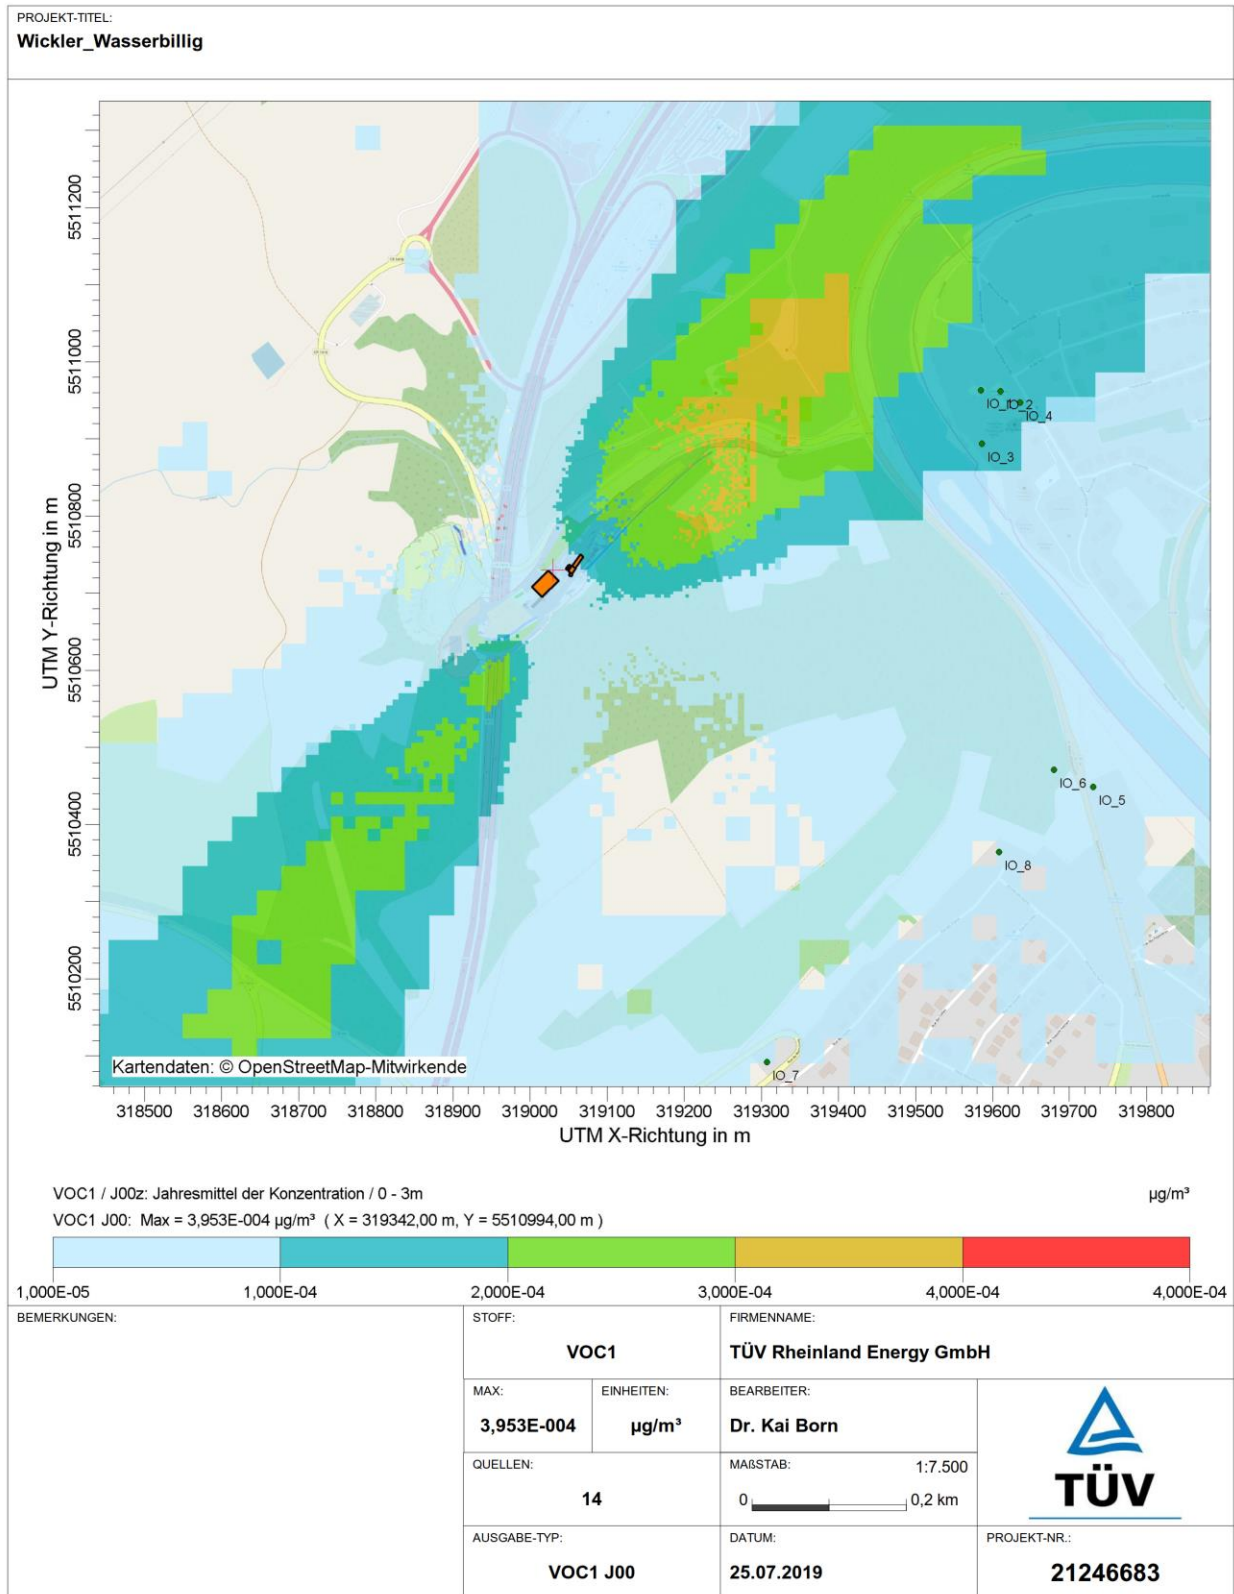 PROJEKT-TITEL:
Wickler_Wasserbillig
UTM Y-Richtung in m
5511200
5511000
5510800
5510600
5510400
5510200
IO_1
IO_2
IO_4
IO_3
IO_6
IO_5
IO_8
IO_7
Kartendaten: © OpenStreetMap-Mitwirkende
318500 318600 318700 318800 318900 319000 319100 319200 319300 319400 319500 319600 319700 319800
UTM X-Richtung in m
VOC1 / J00z: Jahresmittel der Konzentration / 0 - 3m µg/m³
VOC1 J00: Max = 3,953E-004 µg/m³ ( X = 319342,00 m, Y = 5510994,00 m )
1,000E-05 1,000E-04 2,000E-04 3,000E-04 4,000E-04 4,000E-04
BEMERKUNGEN:
STOFF:
VOC1
FIRMENNAME:
TÜV Rheinland Energy GmbH
MAX:
3,953E-004
EINHEITEN:
µg/m³
BEARBEITER:
Dr. Kai Born
QUELLEN:
14
MAßSTAB: 1:7.500
0 0,2 km
TÜV
AUSGABE-TYP:
VOC1 J00
DATUM:
25.07.2019
PROJEKT-NR.:
21246683